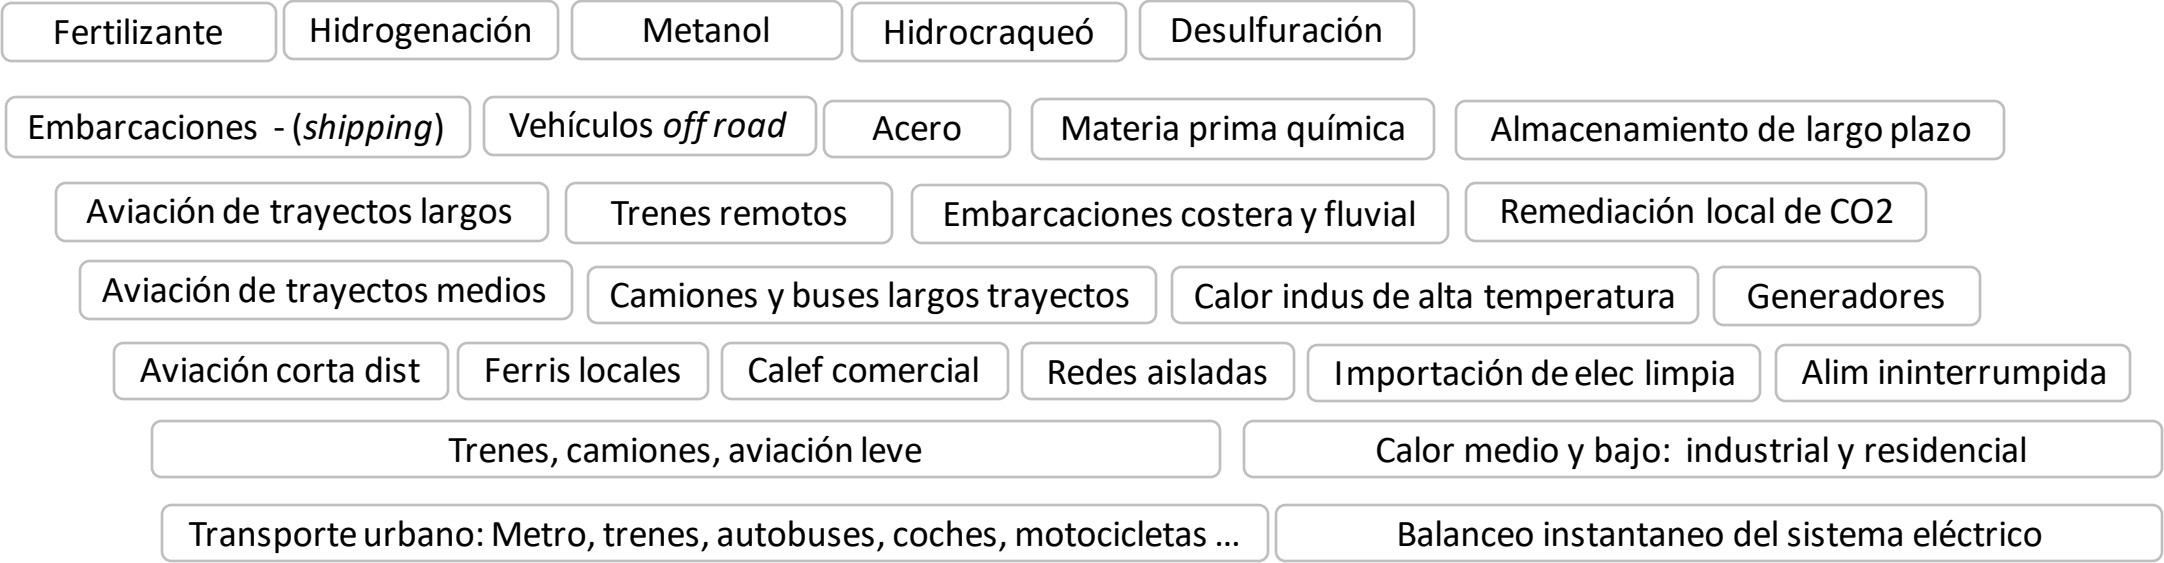 Fertilizante Hidrogenación Metanol Hidrocraqueó Desulfuración
Embarcaciones - (shipping) Vehículos off road Acero Materia prima química Almacenamiento de largo plazo
Aviación de trayectos largos Trenes remotos Embarcaciones costera y fluvial Remediación local de CO2
Aviación de trayectos medios Camiones y buses largos trayectos Calor indus de alta temperatura Generadores
Aviación corta dist Ferris locales Calef comercial Redes aisladas Importación de elec limpia Alim ininterrumpida
Trenes, camiones, aviación leve Calor medio y bajo: industrial y residencial
Transporte urbano: Metro, trenes, autobuses, coches, motocicletas ... Balanceo instantaneo del sistema eléctrico